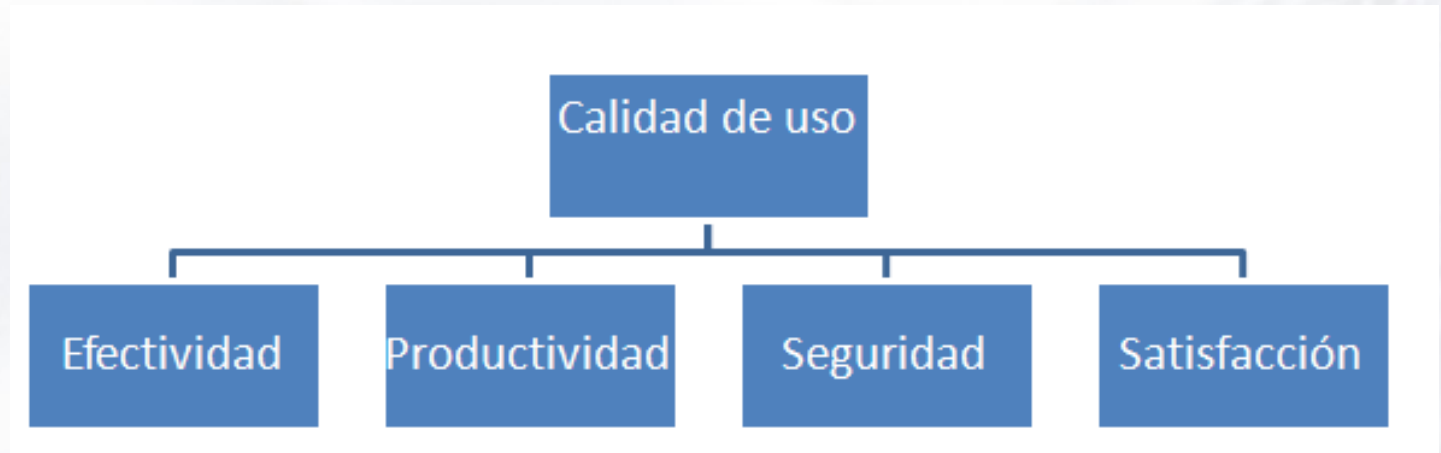 Calidad de uso
Efectividad
Productividad
Seguridad
Satisfacción